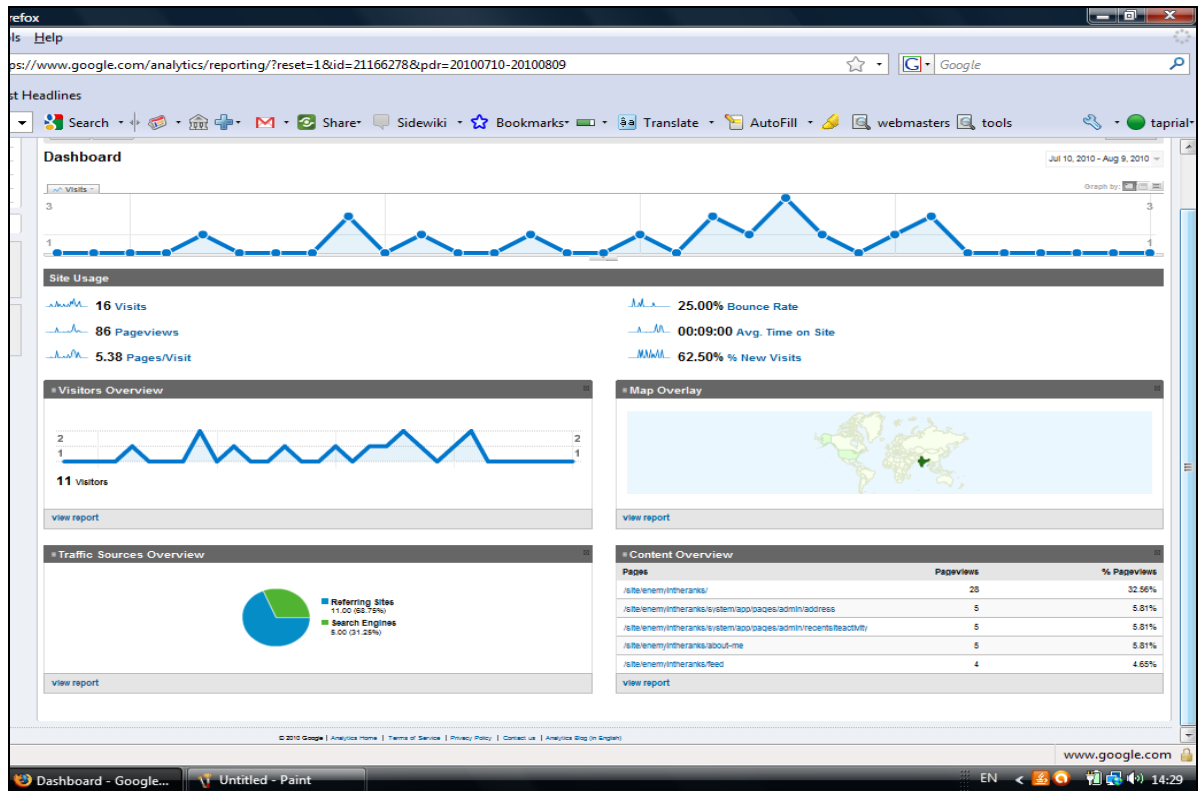 refox
ls Help
ps://www.google.com/analytics/reporting/?reset=1&id=21166278&pdr=20100710-20100809 Google
st Headlines
Search Share Sidewiki Bookmarks Translate AutoFill webmasters tools taprial
Dashboard
Jul 10, 2010 - Aug 9, 2010
Visits Graph by:
3 3
1 1
Site Usage
16 Visits 25.00% Bounce Rate
86 Pageviews 00:09:00 Avg. Time on Site
5.38 Pages/Visit 62.50% % New Visits
Visitors Overview
2 2
1 1
11 Visitors
view report
Map Overlay
view report
Traffic Sources Overview
Referring Sites
11.00 (68.75%)
Search Engines
5.00 (31.25%)
view report
Content Overview
Pages Pageviews % Pageviews
/site/enemyintheranks/ 28 32.56%
/site/enemyintheranks/system/app/pages/admin/address 5 5.81%
/site/enemyintheranks/system/app/pages/admin/recentsiteactivity 5 5.81%
/site/enemyintheranks/about-me 5 5.81%
/site/enemyintheranks/feed 4 4.65%
view report
© 2010 Google | Analytics Home | Terms of Service | Privacy Policy | Contact us | Analytics Blog (in English)
www.google.com
Dashboard - Google... Untitled - Paint EN 14:29